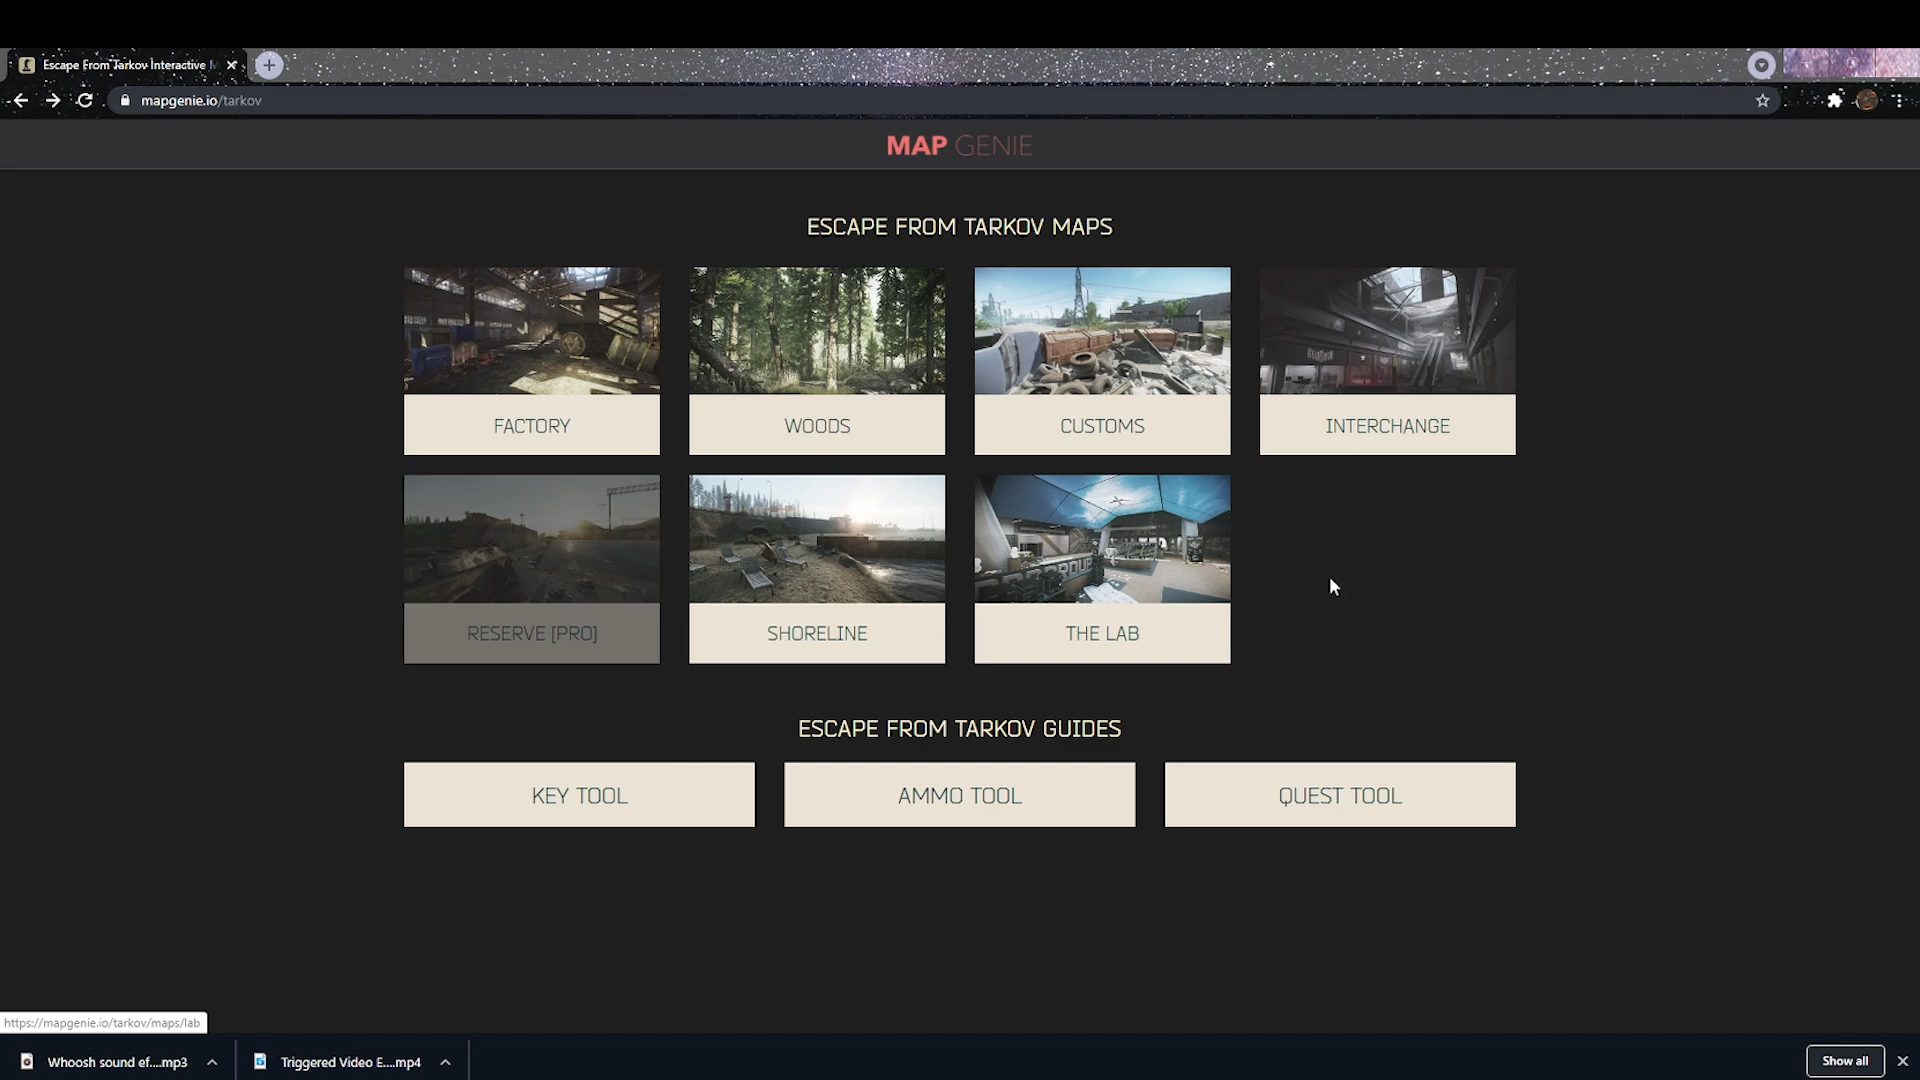 Escape From Tarkov Interactive M
mapgenie.io/tarkov
MAP GENIE
ESCAPE FROM TARKOV MAPS
FACTORY
WOODS
CUSTOMS
INTERCHANGE
RESERVE [PRO]
SHORELINE
THE LAB
ESCAPE FROM TARKOV GUIDES
KEY TOOL
AMMO TOOL
QUEST TOOL
https://mapgenie.io/tarkov/maps/lab
Whoosh sound ef....mp3
Triggered Video E....mp4
Show all